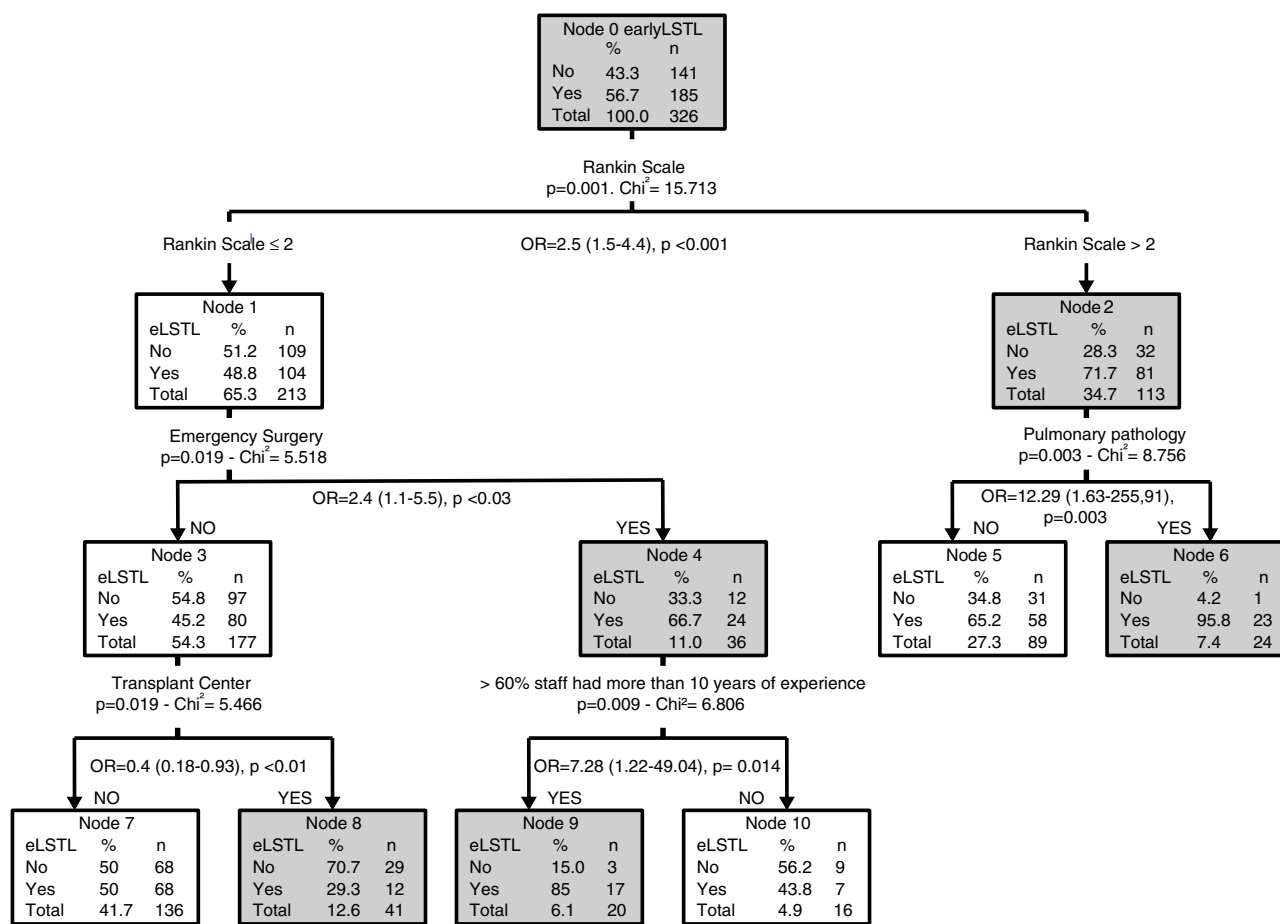 Node 0 earlyLSTL
% n
No 43.3 141
Yes 56.7 185
Total 100.0 326
Rankin Scale
p=0.001. Chi²= 15.713
Rankin Scale ≤ 2
OR=2.5 (1.5-4.4), p <0.001
Rankin Scale > 2
Node 1
eLSTL % n
No 51.2 109
Yes 48.8 104
Total 65.3 213
Node 2
eLSTL % n
No 28.3 32
Yes 71.7 81
Total 34.7 113
Emergency Surgery
p=0.019 - Chi²= 5.518
Pulmonary pathology
p=0.003 - Chi²= 8.756
OR=2.4 (1.1-5.5), p <0.03
NO
YES
OR=12.29 (1.63-255,91),
p=0.003
NO
YES
Node 3
eLSTL % n
No 54.8 97
Yes 45.2 80
Total 54.3 177
Node 4
eLSTL % n
No 33.3 12
Yes 66.7 24
Total 11.0 36
Node 5
eLSTL % n
No 34.8 31
Yes 65.2 58
Total 27.3 89
Node 6
eLSTL % n
No 4.2 1
Yes 95.8 23
Total 7.4 24
Transplant Center
p=0.019 - Chi²= 5.466
> 60% staff had more than 10 years of experience
p=0.009 - Chi²= 6.806
OR=0.4 (0.18-0.93), p <0.01
NO
YES
OR=7.28 (1.22-49.04), p= 0.014
YES
NO
Node 7
eLSTL % n
No 50 68
Yes 50 68
Total 41.7 136
Node 8
eLSTL % n
No 70.7 29
Yes 29.3 12
Total 12.6 41
Node 9
eLSTL % n
No 15.0 3
Yes 85 17
Total 6.1 20
Node 10
eLSTL % n
No 56.2 9
Yes 43.8 7
Total 4.9 16